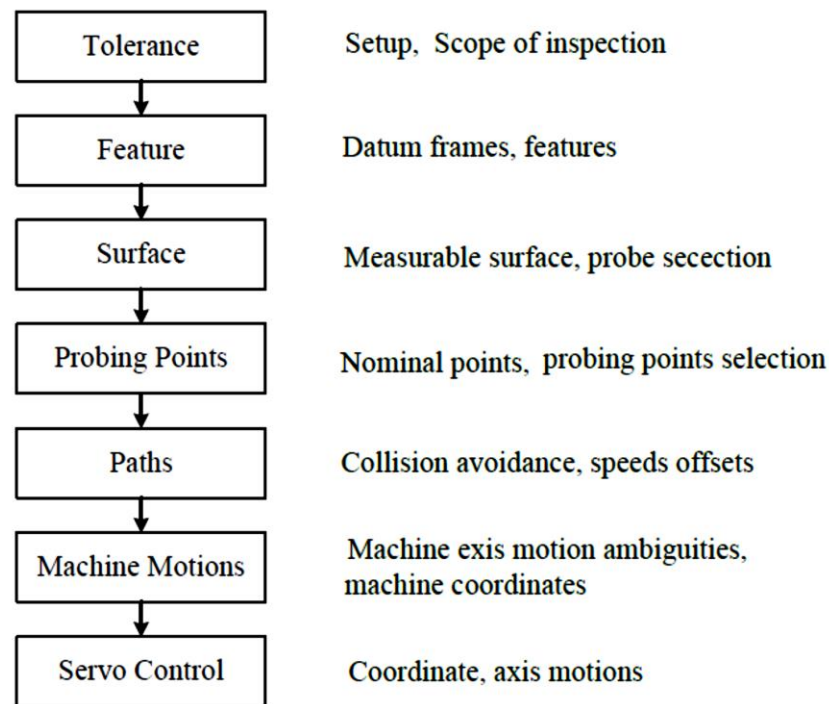 Tolerance
Setup, Scope of inspection
Feature
Datum frames, features
Surface
Measurable surface, probe secection
Probing Points
Nominal points, probing points selection
Paths
Collision avoidance, speeds offsets
Machine Motions
Machine exis motion ambiguities,
machine coordinates
Servo Control
Coordinate, axis motions